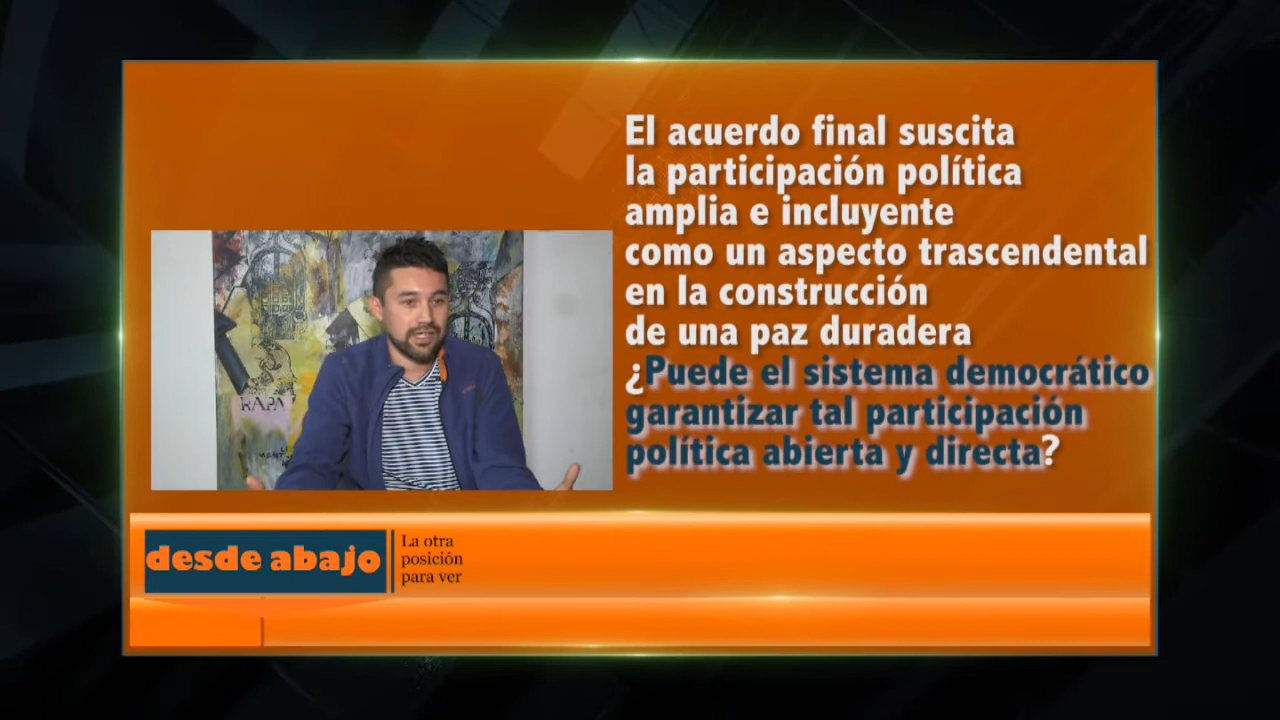 El acuerdo final suscita
la participación política
amplia e incluyente
como un aspecto trascendental
en la construcción
de una paz duradera
¿Puede el sistema democrático
garantizar tal participación
política abierta y directa?
RAPA
desde abajo
La otra
posición
para ver